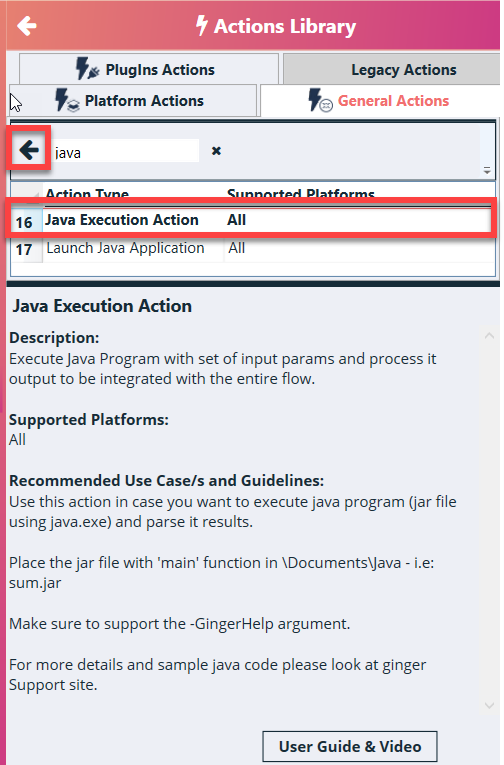 Actions Library
PlugIns Actions
Legacy Actions
Platform Actions
General Actions
java
Action Type Supported Platforms
16 Java Execution Action All
17 Launch Java Application All
Java Execution Action
Description:
Execute Java Program with set of input params and process it
output to be integrated with the entire flow.
Supported Platforms:
All
Recommended Use Case/s and Guidelines:
Use this action in case you want to execute java program (jar file
using java.exe) and parse it results.
Place the jar file with 'main' function in \Documents\Java - i.e:
sum.jar
Make sure to support the -GingerHelp argument.
For more details and sample java code please look at ginger
Support site.
User Guide & Video